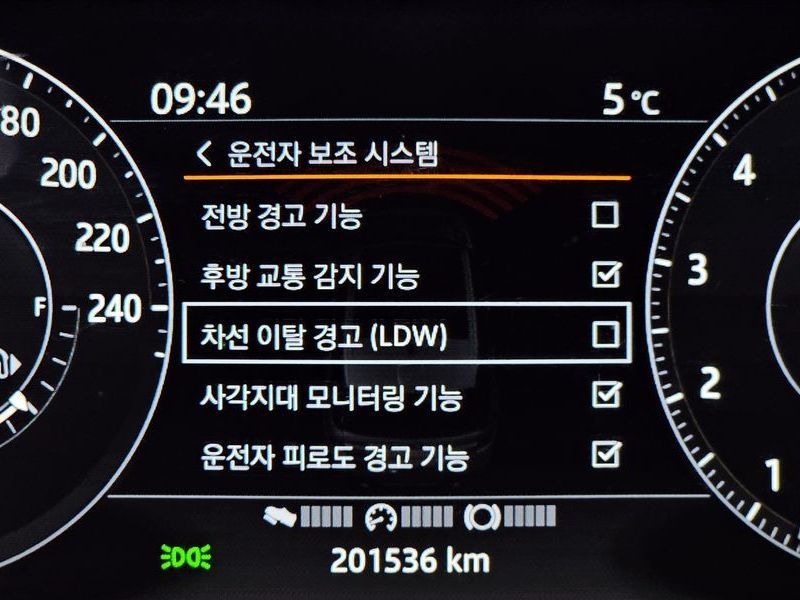 09:46 5 °C
< 운전자 보조 시스템
전방 경고 기능
후방 교통 감지 기능
차선 이탈 경고 (LDW)
사각지대 모니터링 기능
운전자 피로도 경고 기능
201536 km
80
200
220
240
F
4
3
2
1